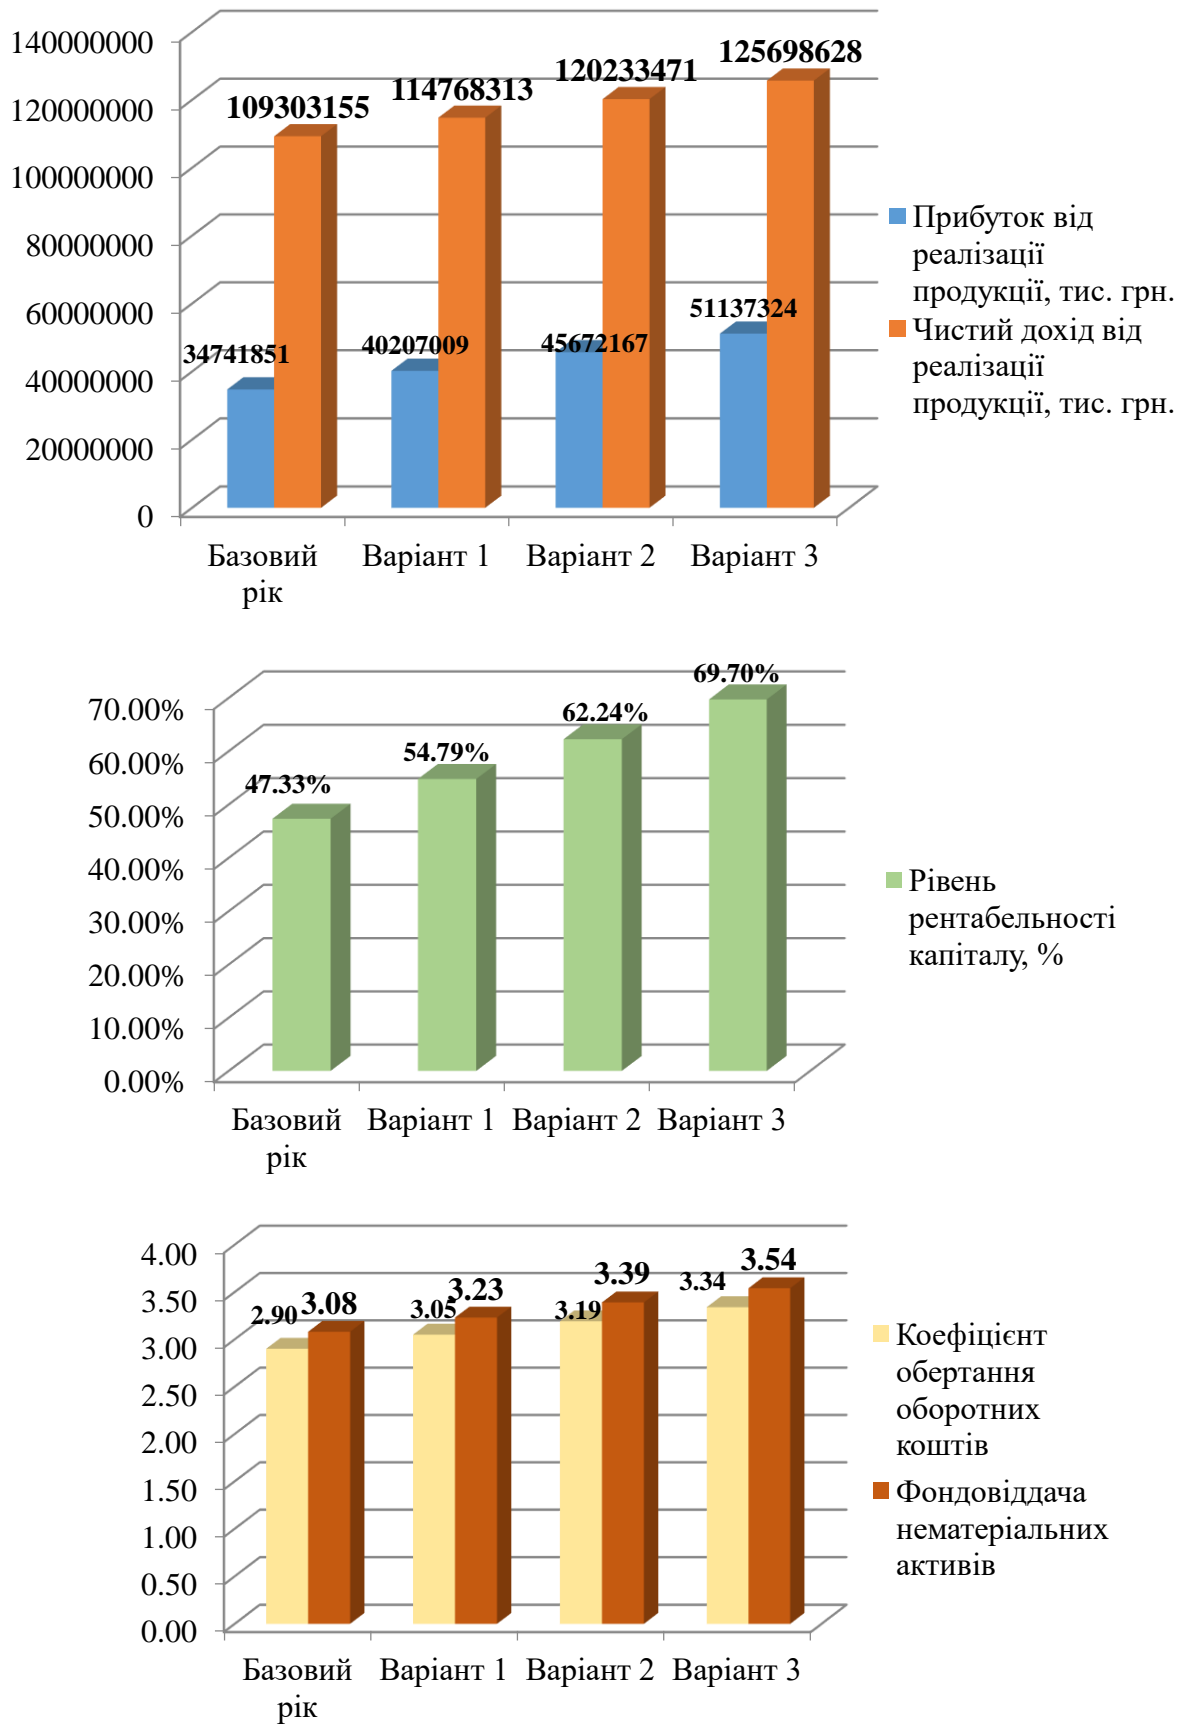 140000000
120000000
100000000
80000000
60000000
40000000
20000000
0
109303155
114768313
120233471
125698628
34741851
40207009
45672167
51137324
Базовий
рік
Варіант 1
Варіант 2
Варіант 3
Прибуток від
реалізації
продукції, тис. грн.
Чистий дохід від
реалізації
продукції, тис. грн.
70.00%
60.00%
50.00%
40.00%
30.00%
20.00%
10.00%
0.00%
47.33%
54.79%
62.24%
69.70%
Базовий
рік
Варіант 1
Варіант 2
Варіант 3
Рівень
рентабельності
капіталу, %
4.00
3.50
3.00
2.50
2.00
1.50
1.00
0.50
0.00
2.90
3.08
3.05
3.23
3.19
3.39
3.34
3.54
Базовий
рік
Варіант 1
Варіант 2
Варіант 3
Коефіцієнт
обертання
оборотних
коштів
Фондовіддача
нематеріальних
активів